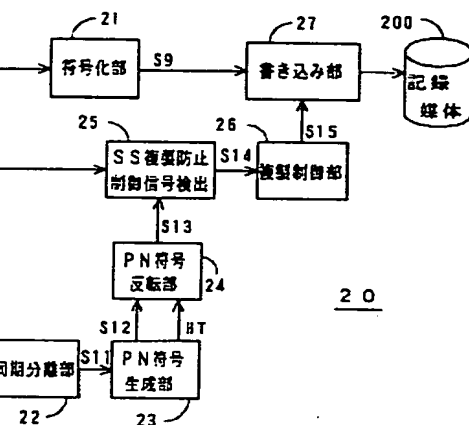 21
27
200
符号化部
S9
書き込み部
記録
媒体
25
26
S15
SS複製防止
制御信号検出
S14
複製制御部
S13
PN符号
反転部
24
20
S12
HT
期分離部
S11
PN符号
生成部
22
23